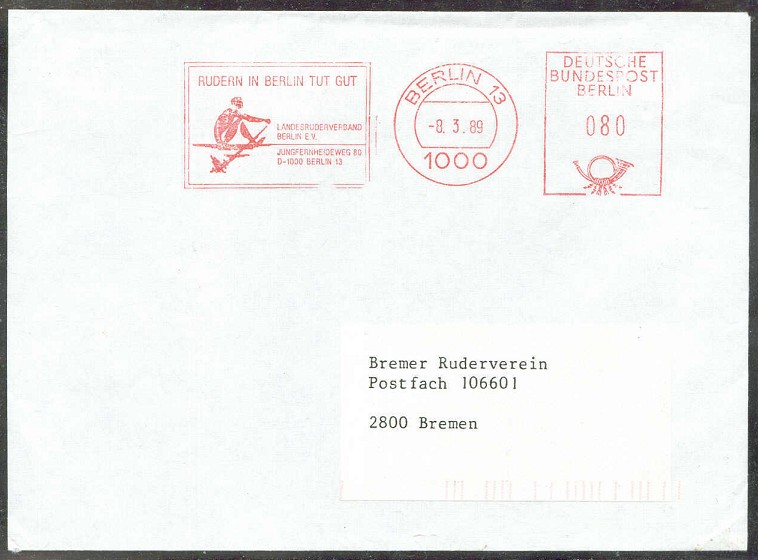 RUDERN IN BERLIN TUT GUT
LANDESRUDERVERBAND
BERLIN E.V.
JUNGFERNHEIDEWEG 80
D-1000 BERLIN 13
BERLIN 13
-8. 3. 89
1000
DEUTSCHE
BUNDESPOST
BERLIN
080
Bremer Ruderverein
Postfach 106601
2800 Bremen